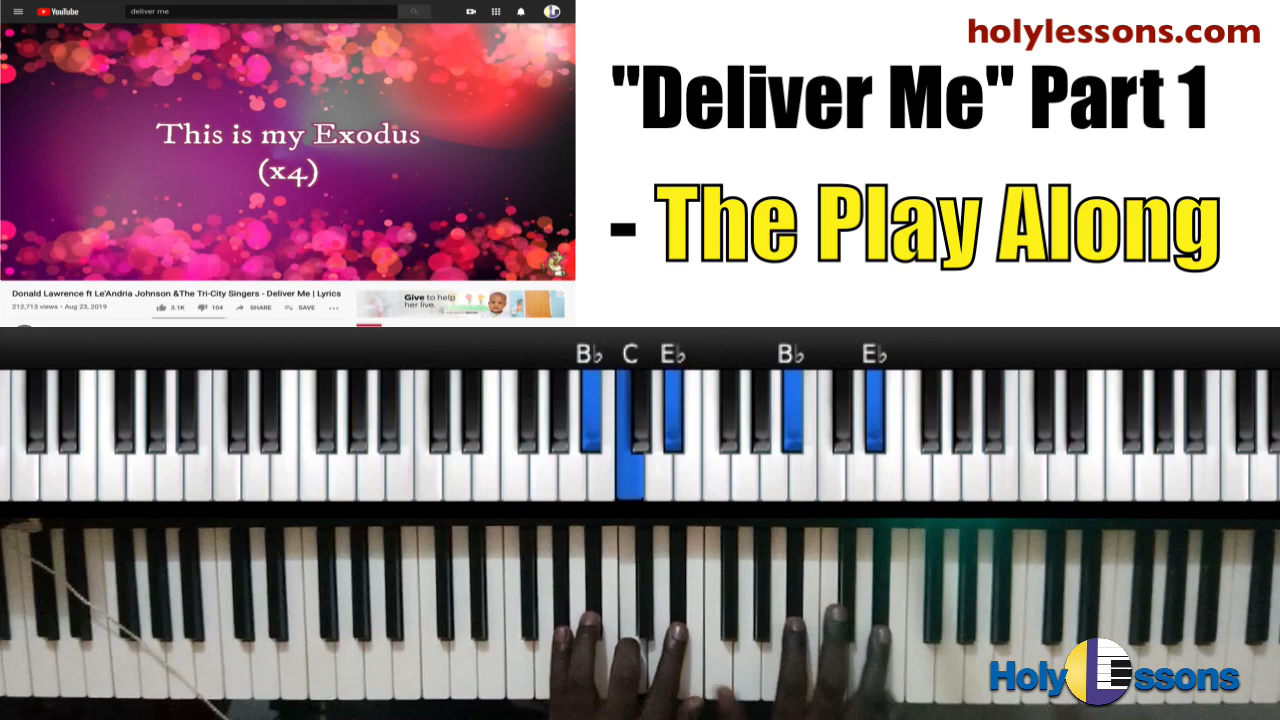 YouTube
deliver me
This is my Exodus
(x4)
Donald Lawrence ft Le'Andria Johnson &The Tri-City Singers - Deliver Me | Lyrics
212,713 views • Aug 23, 2019
3.1K
104
SHARE
SAVE
Give to help
her live.
holylessons.com
"Deliver Me" Part 1
- The Play Along
B♭ C E♭ B♭ E♭
Holy Lessons